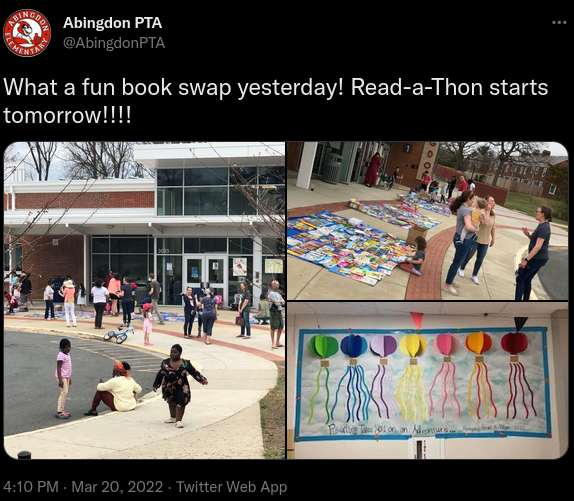 ABINGDON
ELEMENTARY
Abingdon PTA
@AbingdonPTA
What a fun book swap yesterday! Read-a-Thon starts
tomorrow!!!!
3035
Reading Takes You on an Adventure...
4:10 PM · Mar 20, 2022 · Twitter Web App